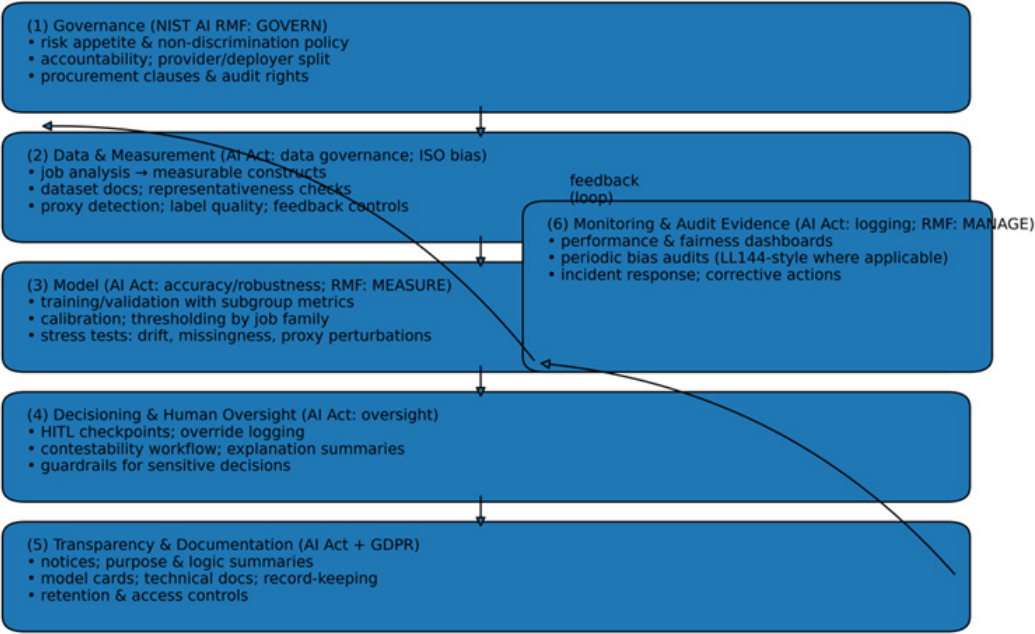 (1) Governance (NIST AI RMF: GOVERN)
• risk appetite & non-discrimination policy
• accountability; provider/deployer split
• procurement clauses & audit rights
(2) Data & Measurement (AI Act: data governance; ISO bias)
• job analysis → measurable constructs
• dataset docs; representativeness checks
• proxy detection; label quality; feedback controls
feedback
(loop)
(6) Monitoring & Audit Evidence (AI Act: logging; RMF: MANAGE)
• performance & fairness dashboards
• periodic bias audits (LL144-style where applicable)
• incident response; corrective actions
(3) Model (AI Act: accuracy/robustness; RMF: MEASURE)
• training/validation with subgroup metrics
• calibration; thresholding by job family
• stress tests: drift, missingness, proxy perturbations
(4) Decisioning & Human Oversight (AI Act: oversight)
• HITL checkpoints; override logging
• contestability workflow; explanation summaries
• guardrails for sensitive decisions
(5) Transparency & Documentation (AI Act + GDPR)
• notices; purpose & logic summaries
• model cards; technical docs; record-keeping
• retention & access controls